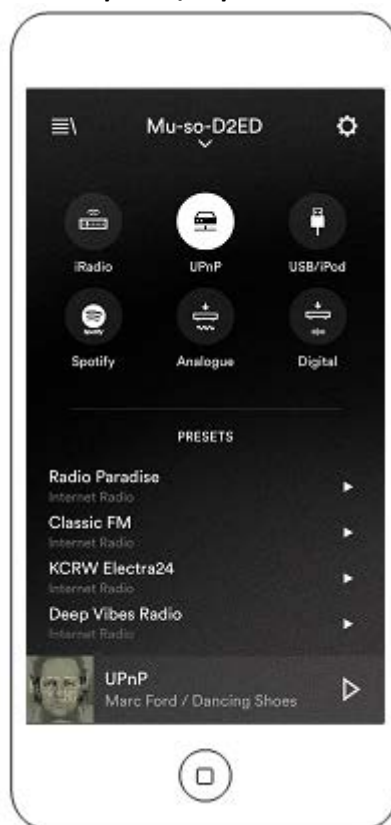 Mu-so-D2ED
iRadio UPnP USB/iPod
Spotify Analogue Digital
PRESETS
Radio Paradise
Internet Radio
Classic FM
Internet Radio
KCRW Electra24
Internet Radio
Deep Vibes Radio
Internet Radio
UPnP
Marc Ford / Dancing Shoes